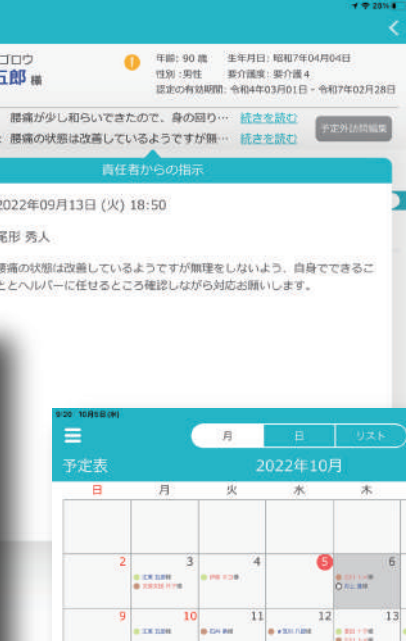 28%
ゴロウ
五郎 様
年齢: 90 歳 生年月日: 昭和7年04月04日
性別 : 男性 要介護度: 要介護 4
認定の有効期間: 令和4年03月01日 - 令和7年02月28日
腰痛が少し和らいできたので、身の回り… 続きを読む
腰痛の状態は改善しているようですが無… 続きを読む
予定外訪問編集
責任者からの指示
2022年09月13日 (火) 18:50
尾形 秀人
腰痛の状態は改善しているようですが無理をしないよう、自身でできるこ
ととヘルパーに任せるところ確認しながら対応お願いします。
9:20 10月5日(水)
月 日 リスト
予定表 2022年10月
日 月 火 水 木
2 3 4 5 6
9 10 11 12 13